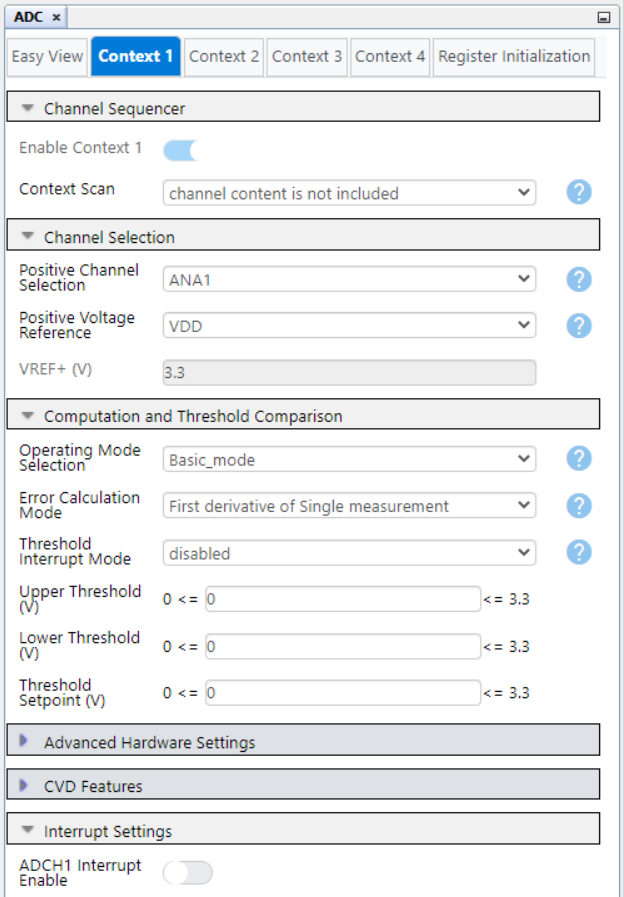 ADC ×
Easy View Context 1 Context 2 Context 3 Context 4 Register Initialization
Channel Sequencer
Enable Context 1
Context Scan channel content is not included ?
Channel Selection
Positive Channel
Selection ANA1 ?
Positive Voltage
Reference VDD ?
VREF+ (V) 3.3
Computation and Threshold Comparison
Operating Mode
Selection Basic_mode ?
Error Calculation
Mode First derivative of Single measurement ?
Threshold
Interrupt Mode disabled ?
Upper Threshold
(V) 0 <= 0 <= 3.3
Lower Threshold
(V) 0 <= 0 <= 3.3
Threshold
Setpoint (V) 0 <= 0 <= 3.3
Advanced Hardware Settings
CVD Features
Interrupt Settings
ADCH1 Interrupt
Enable